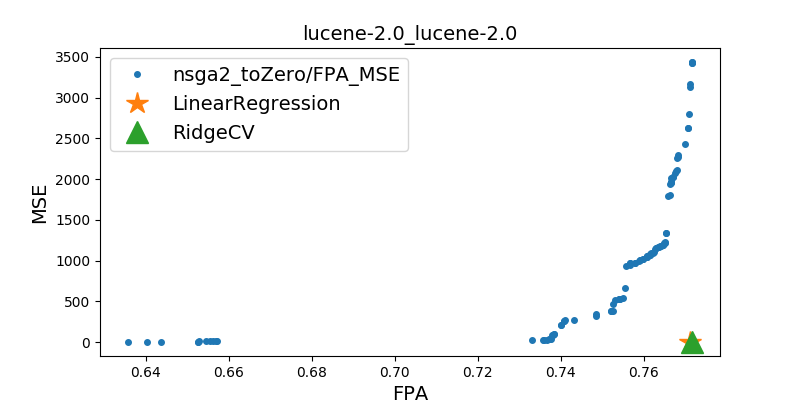 lucene-2.0_lucene-2.0
3500
3000
2500
2000
1500
1000
500
0
MSE
nsga2_toZero/FPA_MSE
LinearRegression
RidgeCV
0.64 0.66 0.68 0.70 0.72 0.74 0.76
FPA